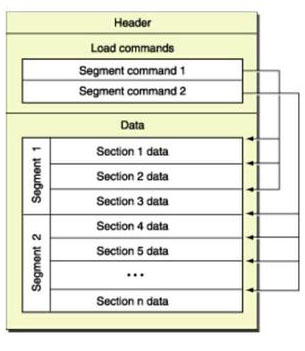 Header
Load commands
Segment command 1
Segment command 2
Data
Segment 1
Section 1 data
Section 2 data
Section 3 data
Segment 2
Section 4 data
Section 5 data
...
Section n data